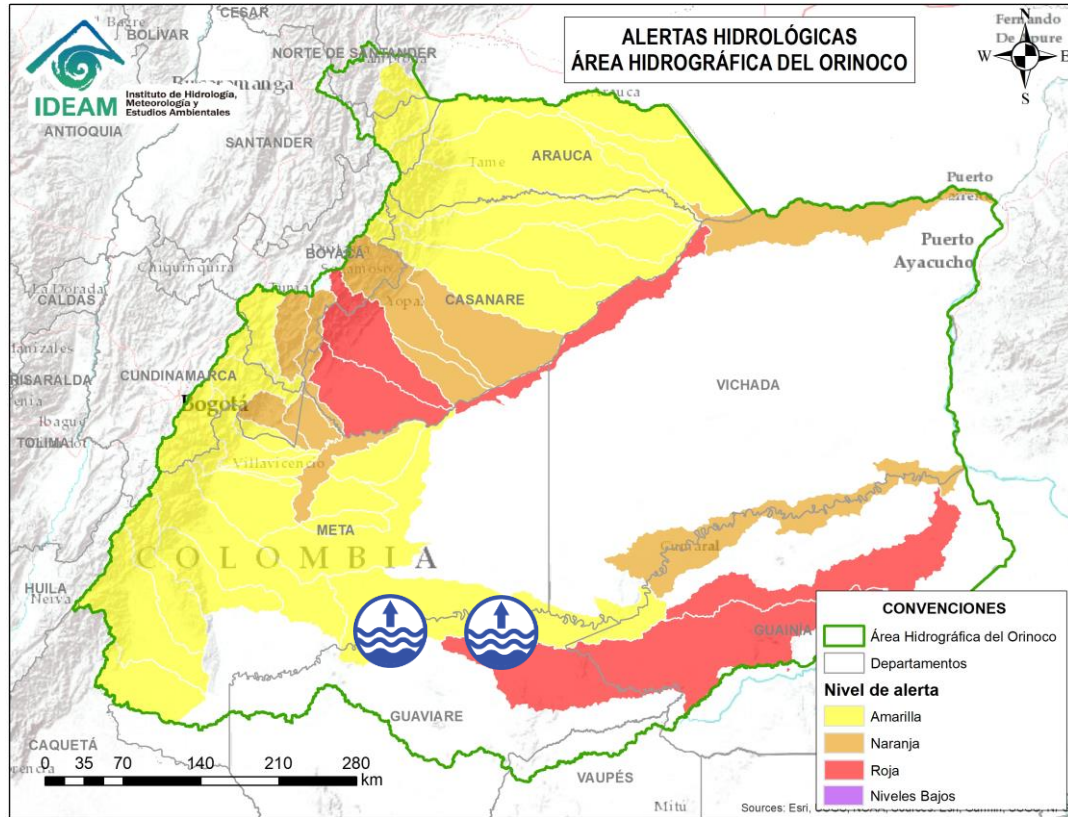 ALERTAS HIDROLÓGICAS
ÁREA HIDROGRÁFICA DEL ORINOCO
N
W
E
S
IDEAM
Instituto de Hidrología,
Meteorología y
Estudios Ambientales
CESAR
BOLÍVAR
NORTE DE SANTANDER
Fernando
De Apure
ANTIOQUIA
SANTANDER
Arauca
ARAUCA
Tame
Puerto
Puerto
Ayacucho
BOYACÁ
Chiquinquirá
La Dorada
CALDAS
Tunja
Yopal
CASANARE
Manizales
RISARALDA
CUNDINAMARCA
Bogotá
VICHADA
Ibagué
TOLIMA
Villavicencio
META
COLOMBIA
HUILA
Neiva
GUAINÍA
GUAVIARE
CAQUETÁ
VAUPÉS
Mitú
0 35 70 140 210 280
km
CONVENCIONES
Área Hidrográfica del Orinoco
Departamentos
Nivel de alerta
Amarilla
Naranja
Roja
Niveles Bajos
Sources: Esri,